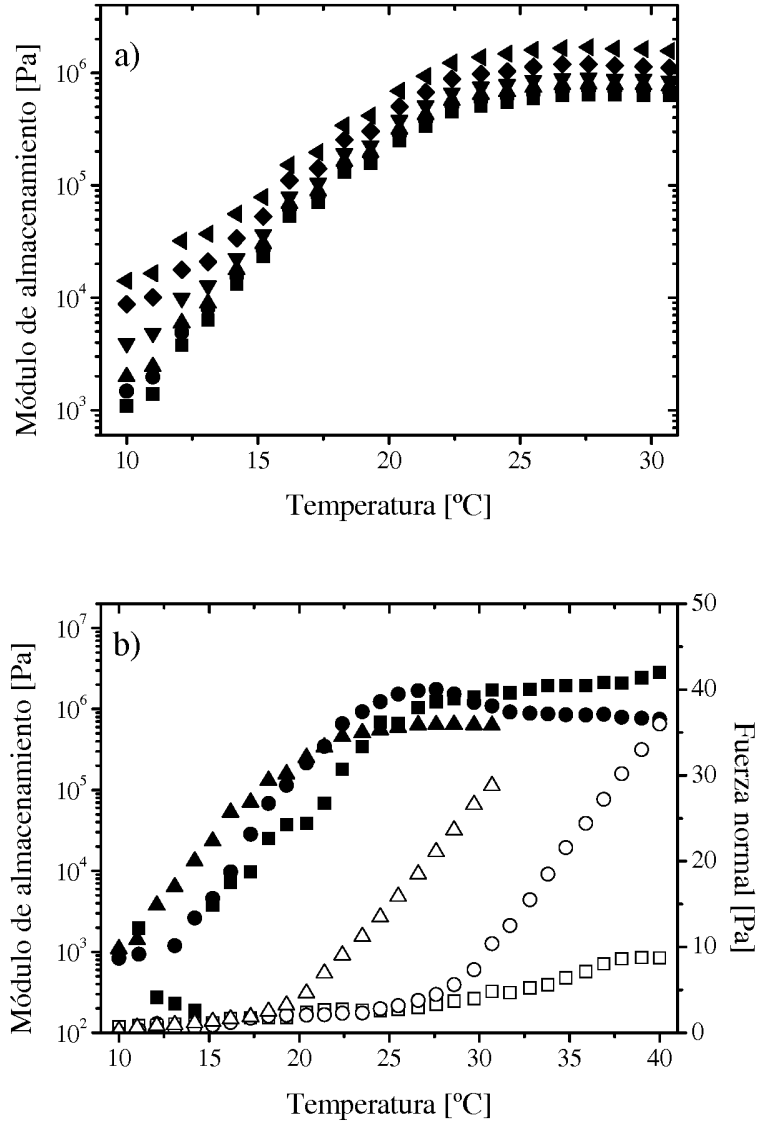 a)
Módulo de almacenamiento [Pa]
10^6
10^5
10^4
10^3
10 15 20 25 30
Temperatura [ºC]
b)
Módulo de almacenamiento [Pa]
10^7
10^6
10^5
10^4
10^3
10^2
50
40
30
20
10
0
Fuerza normal [Pa]
10 15 20 25 30 35 40
Temperatura [ºC]